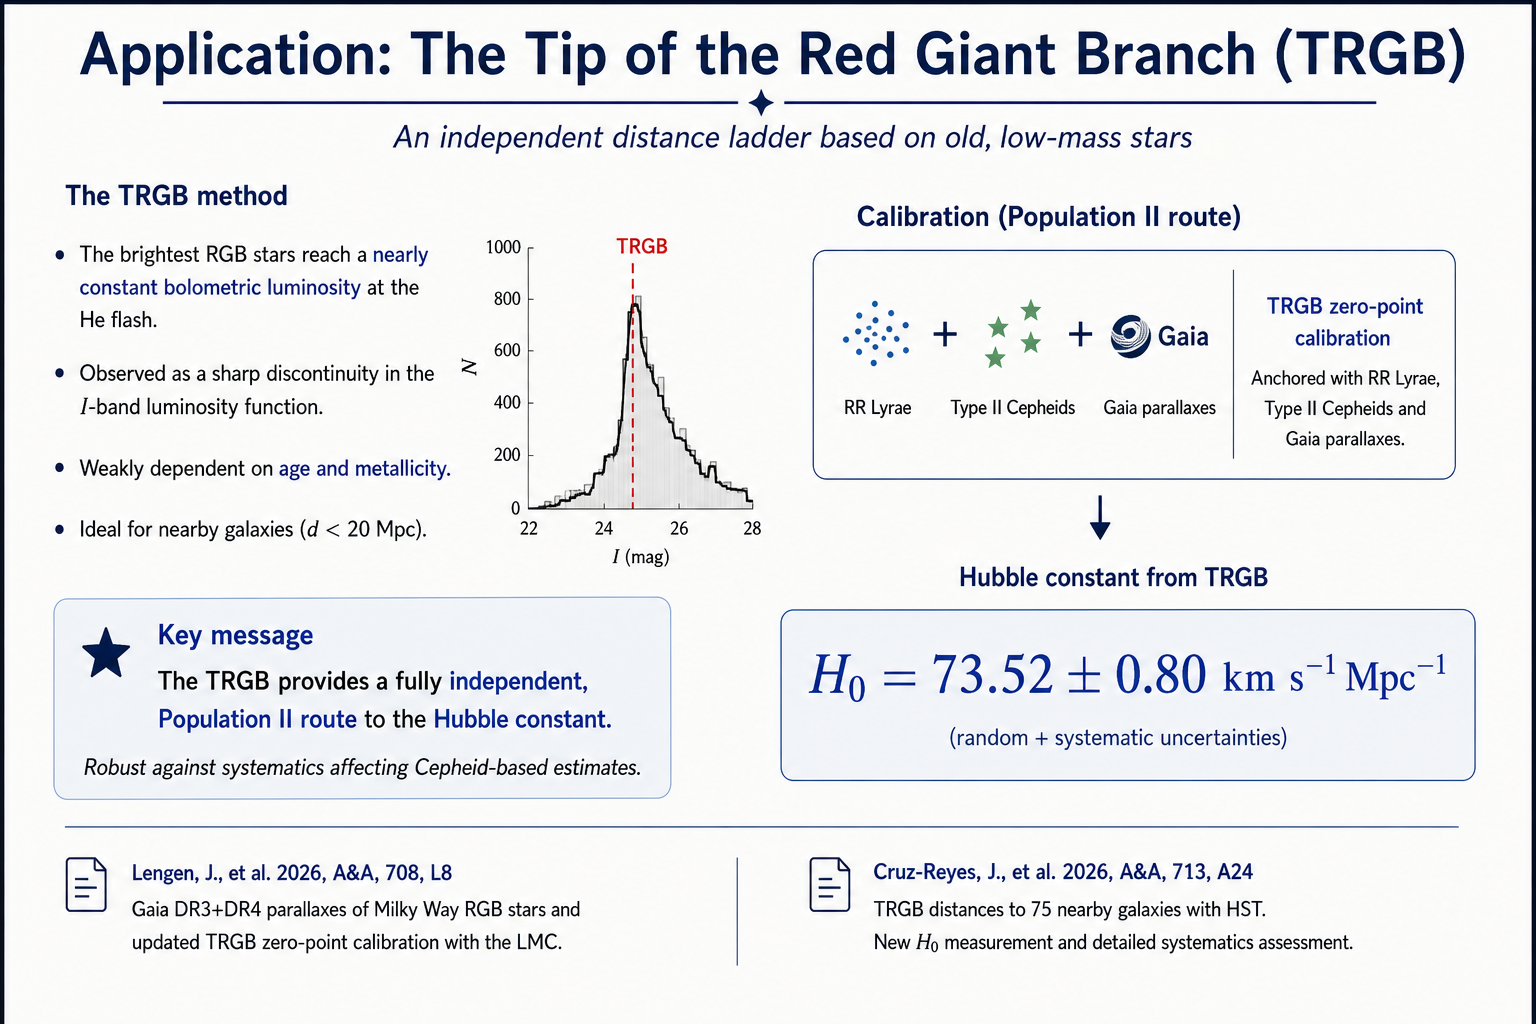 Application: The Tip of the Red Giant Branch (TRGB)
An independent distance ladder based on old, low-mass stars
The TRGB method
• The brightest RGB stars reach a nearly
constant bolometric luminosity at the
He flash.
• Observed as a sharp discontinuity in the
I-band luminosity function.
• Weakly dependent on age and metallicity.
• Ideal for nearby galaxies (d < 20 Mpc).
TRGB
1000
800
600
400
200
0
N
22 24 26 28
I (mag)
Calibration (Population II route)
+ + Gaia
RR Lyrae Type II Cepheids Gaia parallaxes
TRGB zero-point
calibration
Anchored with RR Lyrae,
Type II Cepheids and
Gaia parallaxes.
Hubble constant from TRGB
H₀ = 73.52 ± 0.80 km s⁻¹ Mpc⁻¹
(random + systematic uncertainties)
Key message
The TRGB provides a fully independent,
Population II route to the Hubble constant.
Robust against systematics affecting Cepheid-based estimates.
Lengen, J., et al. 2026, A&A, 708, L8
Gaia DR3+DR4 parallaxes of Milky Way RGB stars and
updated TRGB zero-point calibration with the LMC.
Cruz-Reyes, J., et al. 2026, A&A, 713, A24
TRGB distances to 75 nearby galaxies with HST.
New H₀ measurement and detailed systematics assessment.